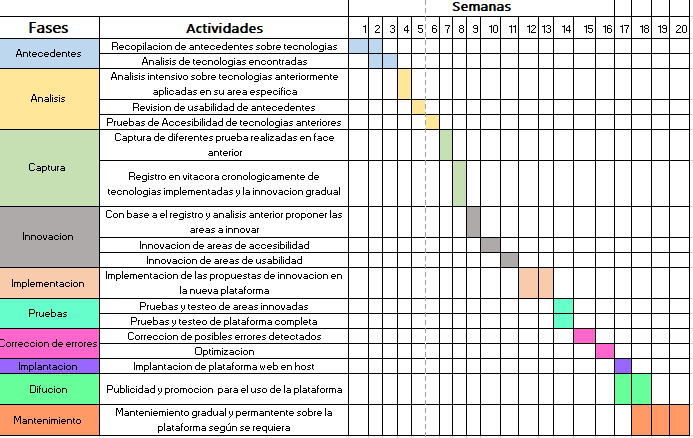 Semanas
Fases Actividades 1 2 3 4 5 6 7 8 9 10 11 12 13 14 15 16 17 18 19 20
Antecedentes
Recopilacion de antecedentes sobre tecnologias
Analisis de tecnologias encontradas
Analisis
Analisis intensivo sobre tecnologias anteriormente
aplicadas en su area especifica
Revision de usabilidad de antecedentes
Pruebas de Accesibilidad de tecnologias anteriores
Captura
Captura de diferentes prueba realizadas en face
anterior
Registro en vitacora cronologicamente de
tecnologias implementadas y la innovacion gradual
Innovacion
Con base a el registro y analisis anterior proponer las
areas a innovar
Innovacion de areas de accesibilidad
Innovacion de areas de usabilidad
Implementacion
Implementacion de las propuestas de innovacion en
la nueva plataforma
Pruebas
Pruebas y testeo de areas innovadas
Pruebas y testeo de plataforma completa
Correccion de errores
Correccion de posibles errores detectados
Optimizacion
Implantacion
Implantacion de plataforma web en host
Difucion
Publicidad y promocion para el uso de la plataforma
Mantenimiento
Manteniemiento gradual y permantente sobre la
plataforma según se requiera